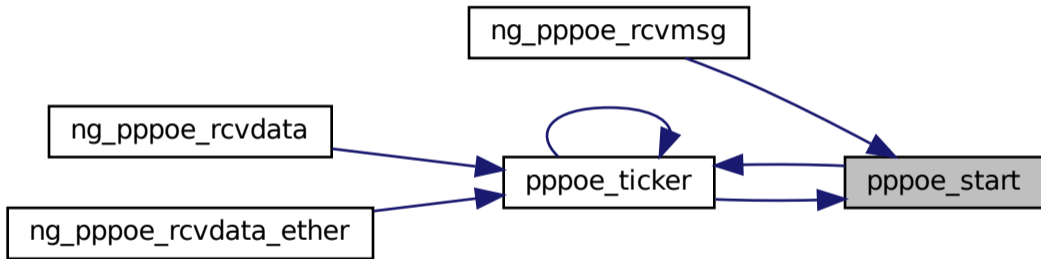 ng_pppoe_rcvmsg
ng_pppoe_rcvdata
pppoe_ticker
pppoe_start
ng_pppoe_rcvdata_ether